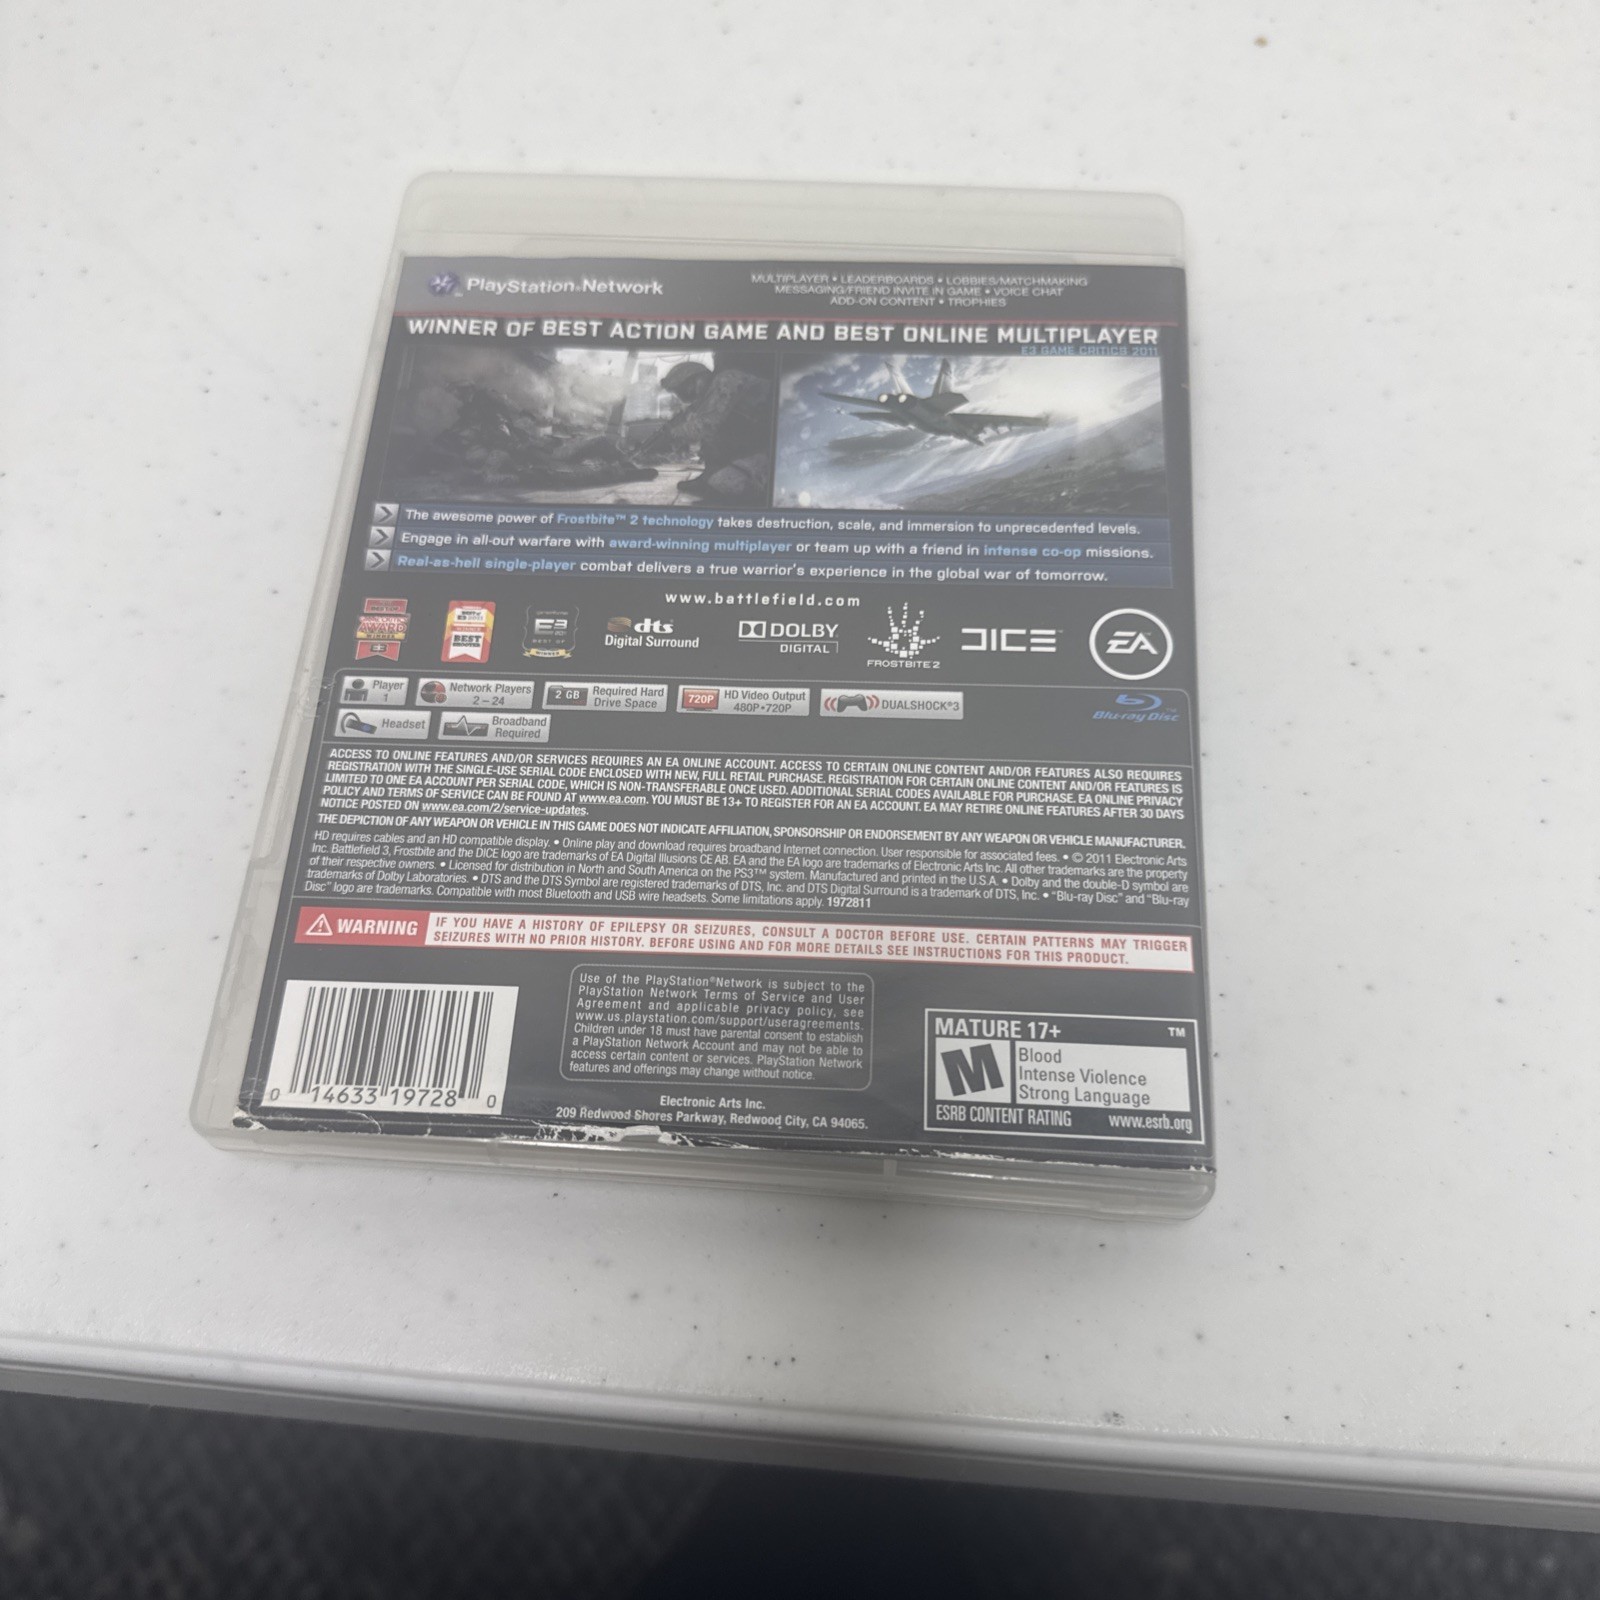 PlayStation®Network
MULTIPLAYER • LEADERBOARDS • LOBBIES/MATCHMAKING
MESSAGING/FRIEND INVITE IN GAME • VOICE CHAT
ADD-ON CONTENT • TROPHIES
WINNER OF BEST ACTION GAME AND BEST ONLINE MULTIPLAYER
E3 GAME CRITICS 2011
The awesome power of Frostbite™ 2 technology takes destruction, scale, and immersion to unprecedented levels.
Engage in all-out warfare with award-winning multiplayer or team up with a friend in intense co-op missions.
Real-as-hell single-player combat delivers a true warrior's experience in the global war of tomorrow.
www.battlefield.com
AWARD
WINNER
E3
BEST
SHOOTER
E3
BEST OF
WINNER
dts
Digital Surround
DOLBY
DIGITAL
FROSTBITE 2
DICE™
EA
Player
1
Network Players
2–24
2 GB
Required Hard
Drive Space
720P
HD Video Output
480P•720P
DUALSHOCK®3
Headset
Broadband
Required
Blu-ray Disc™
ACCESS TO ONLINE FEATURES AND/OR SERVICES REQUIRES AN EA ONLINE ACCOUNT. ACCESS TO CERTAIN ONLINE CONTENT AND/OR FEATURES ALSO REQUIRES
REGISTRATION WITH THE SINGLE-USE SERIAL CODE ENCLOSED WITH NEW, FULL RETAIL PURCHASE. REGISTRATION FOR CERTAIN ONLINE CONTENT AND/OR FEATURES IS
LIMITED TO ONE EA ACCOUNT PER SERIAL CODE, WHICH IS NON-TRANSFERABLE ONCE USED. ADDITIONAL SERIAL CODES AVAILABLE FOR PURCHASE. EA ONLINE PRIVACY
POLICY AND TERMS OF SERVICE CAN BE FOUND AT www.ea.com. YOU MUST BE 13+ TO REGISTER FOR AN EA ACCOUNT. EA MAY RETIRE ONLINE FEATURES AFTER 30 DAYS
NOTICE POSTED ON www.ea.com/2/service-updates.
THE DEPICTION OF ANY WEAPON OR VEHICLE IN THIS GAME DOES NOT INDICATE AFFILIATION, SPONSORSHIP OR ENDORSEMENT BY ANY WEAPON OR VEHICLE MANUFACTURER.
HD requires cables and an HD compatible display. • Online play and download requires broadband Internet connection. User responsible for associated fees. • © 2011 Electronic Arts
Inc. Battlefield 3, Frostbite and the DICE logo are trademarks of EA Digital Illusions CE AB. EA and the EA logo are trademarks of Electronic Arts Inc. All other trademarks are the property
of their respective owners. • Licensed for distribution in North and South America on the PS3™ system. Manufactured and printed in the U.S.A. • Dolby and the double-D symbol are
trademarks of Dolby Laboratories. • DTS and the DTS Symbol are registered trademarks of DTS, Inc. and DTS Digital Surround is a trademark of DTS, Inc. • "Blu-ray Disc" and "Blu-ray
Disc" logo are trademarks. Compatible with most Bluetooth and USB wire headsets. Some limitations apply. 1972811
WARNING
IF YOU HAVE A HISTORY OF EPILEPSY OR SEIZURES, CONSULT A DOCTOR BEFORE USE. CERTAIN PATTERNS MAY TRIGGER
SEIZURES WITH NO PRIOR HISTORY. BEFORE USING AND FOR MORE DETAILS SEE INSTRUCTIONS FOR THIS PRODUCT.
0 14633 19728 0
Use of the PlayStation®Network is subject to the
PlayStation Network Terms of Service and User
Agreement and applicable privacy policy, see
www.us.playstation.com/support/useragreements.
Children under 18 must have parental consent to establish
a PlayStation Network Account and may not be able to
access certain content or services. PlayStation Network
features and offerings may change without notice.
Electronic Arts Inc.
209 Redwood Shores Parkway, Redwood City, CA 94065.
MATURE 17+ ™
M
Blood
Intense Violence
Strong Language
ESRB CONTENT RATING www.esrb.org